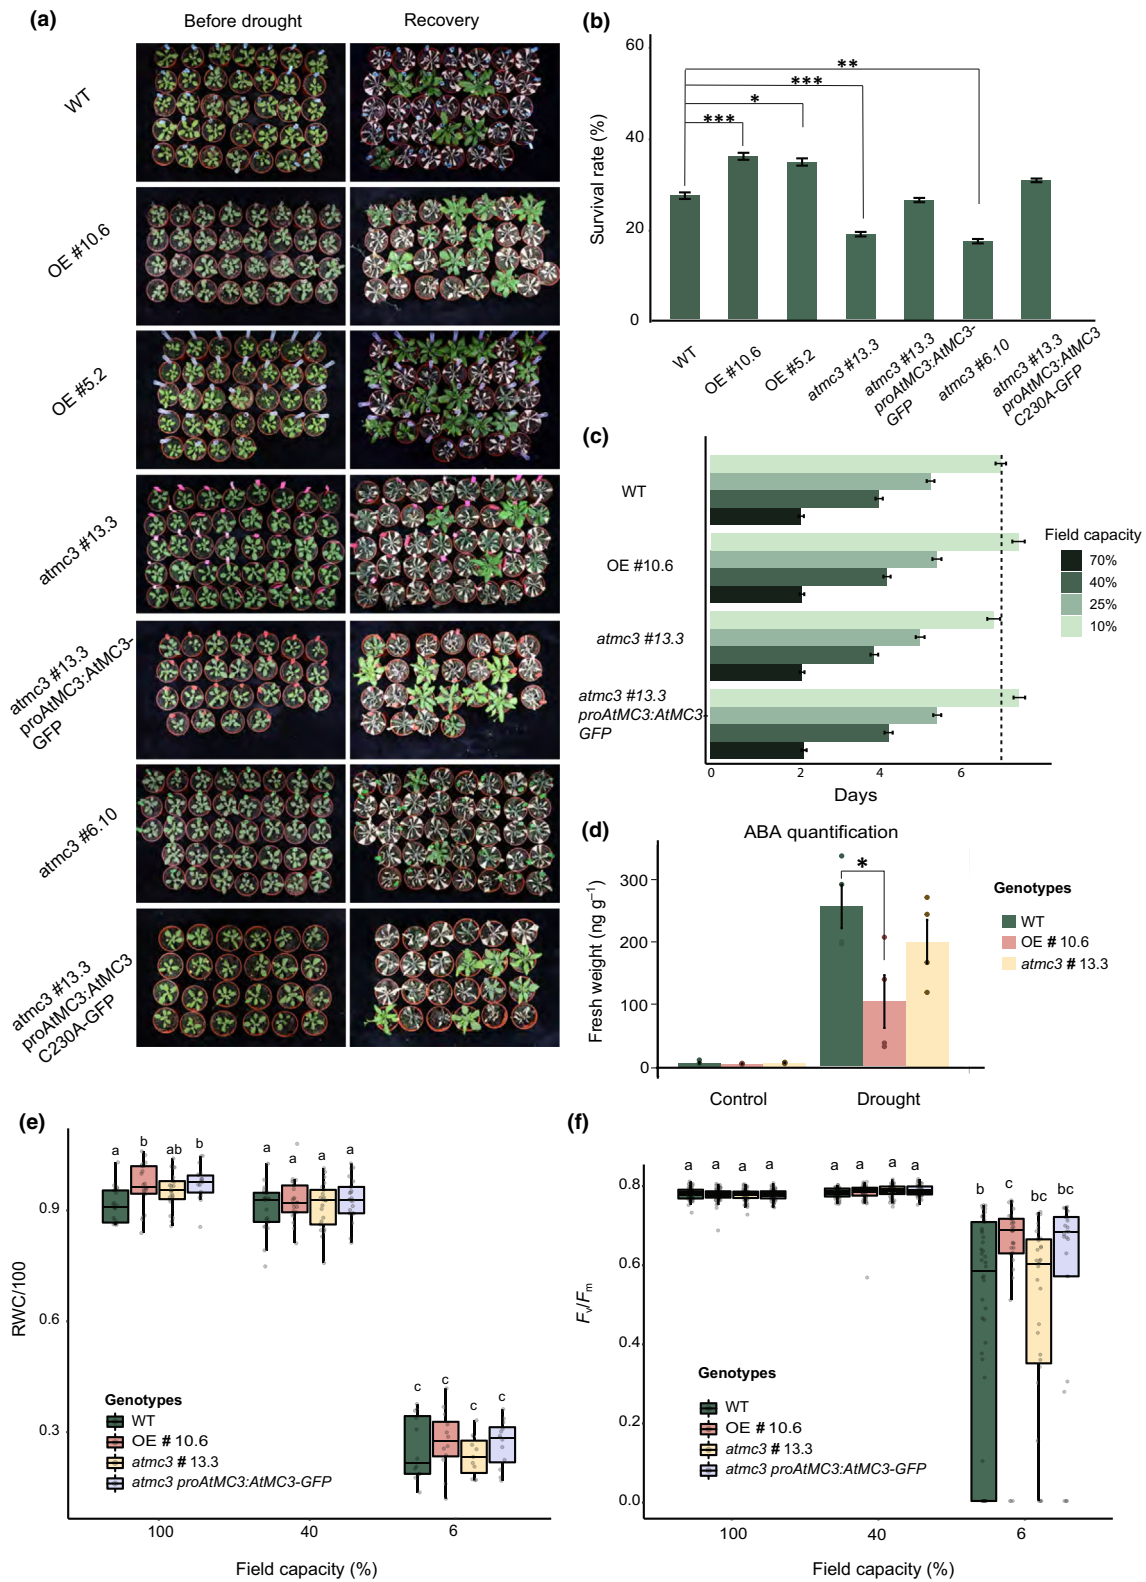 (a)
Before drought
Recovery
WT
OE #10.6
OE #5.2
atmc3 #13.3
atmc3 #13.3
proAtMC3:AtMC3-
GFP
atmc3 #6.10
atmc3 #13.3
proAtMC3:AtMC3
C230A-GFP
(b)
Survival rate (%)
60
40
20
0
***
*
***
**
WT
OE #10.6
OE #5.2
atmc3 #13.3
atmc3 #13.3
proAtMC3:AtMC3-
GFP
atmc3 #6.10
atmc3 #13.3
proAtMC3:AtMC3
C230A-GFP
(c)
WT
OE #10.6
atmc3 #13.3
atmc3 #13.3
proAtMC3:AtMC3-
GFP
0 2 4 6
Days
Field capacity
70%
40%
25%
10%
(d)
ABA quantification
Fresh weight (ng g⁻¹)
300
200
100
0
*
Control Drought
Genotypes
WT
OE # 10.6
atmc3 # 13.3
(e)
RWC/100
0.9
0.6
0.3
a b ab b
a a a a
c c c c
Genotypes
WT
OE # 10.6
atmc3 # 13.3
atmc3 proAtMC3:AtMC3-GFP
100 40 6
Field capacity (%)
(f)
Fv/Fm
0.8
0.6
0.4
0.2
0.0
a a a a
a a a a
b c bc bc
Genotypes
WT
OE # 10.6
atmc3 # 13.3
atmc3 proAtMC3:AtMC3-GFP
100 40 6
Field capacity (%)